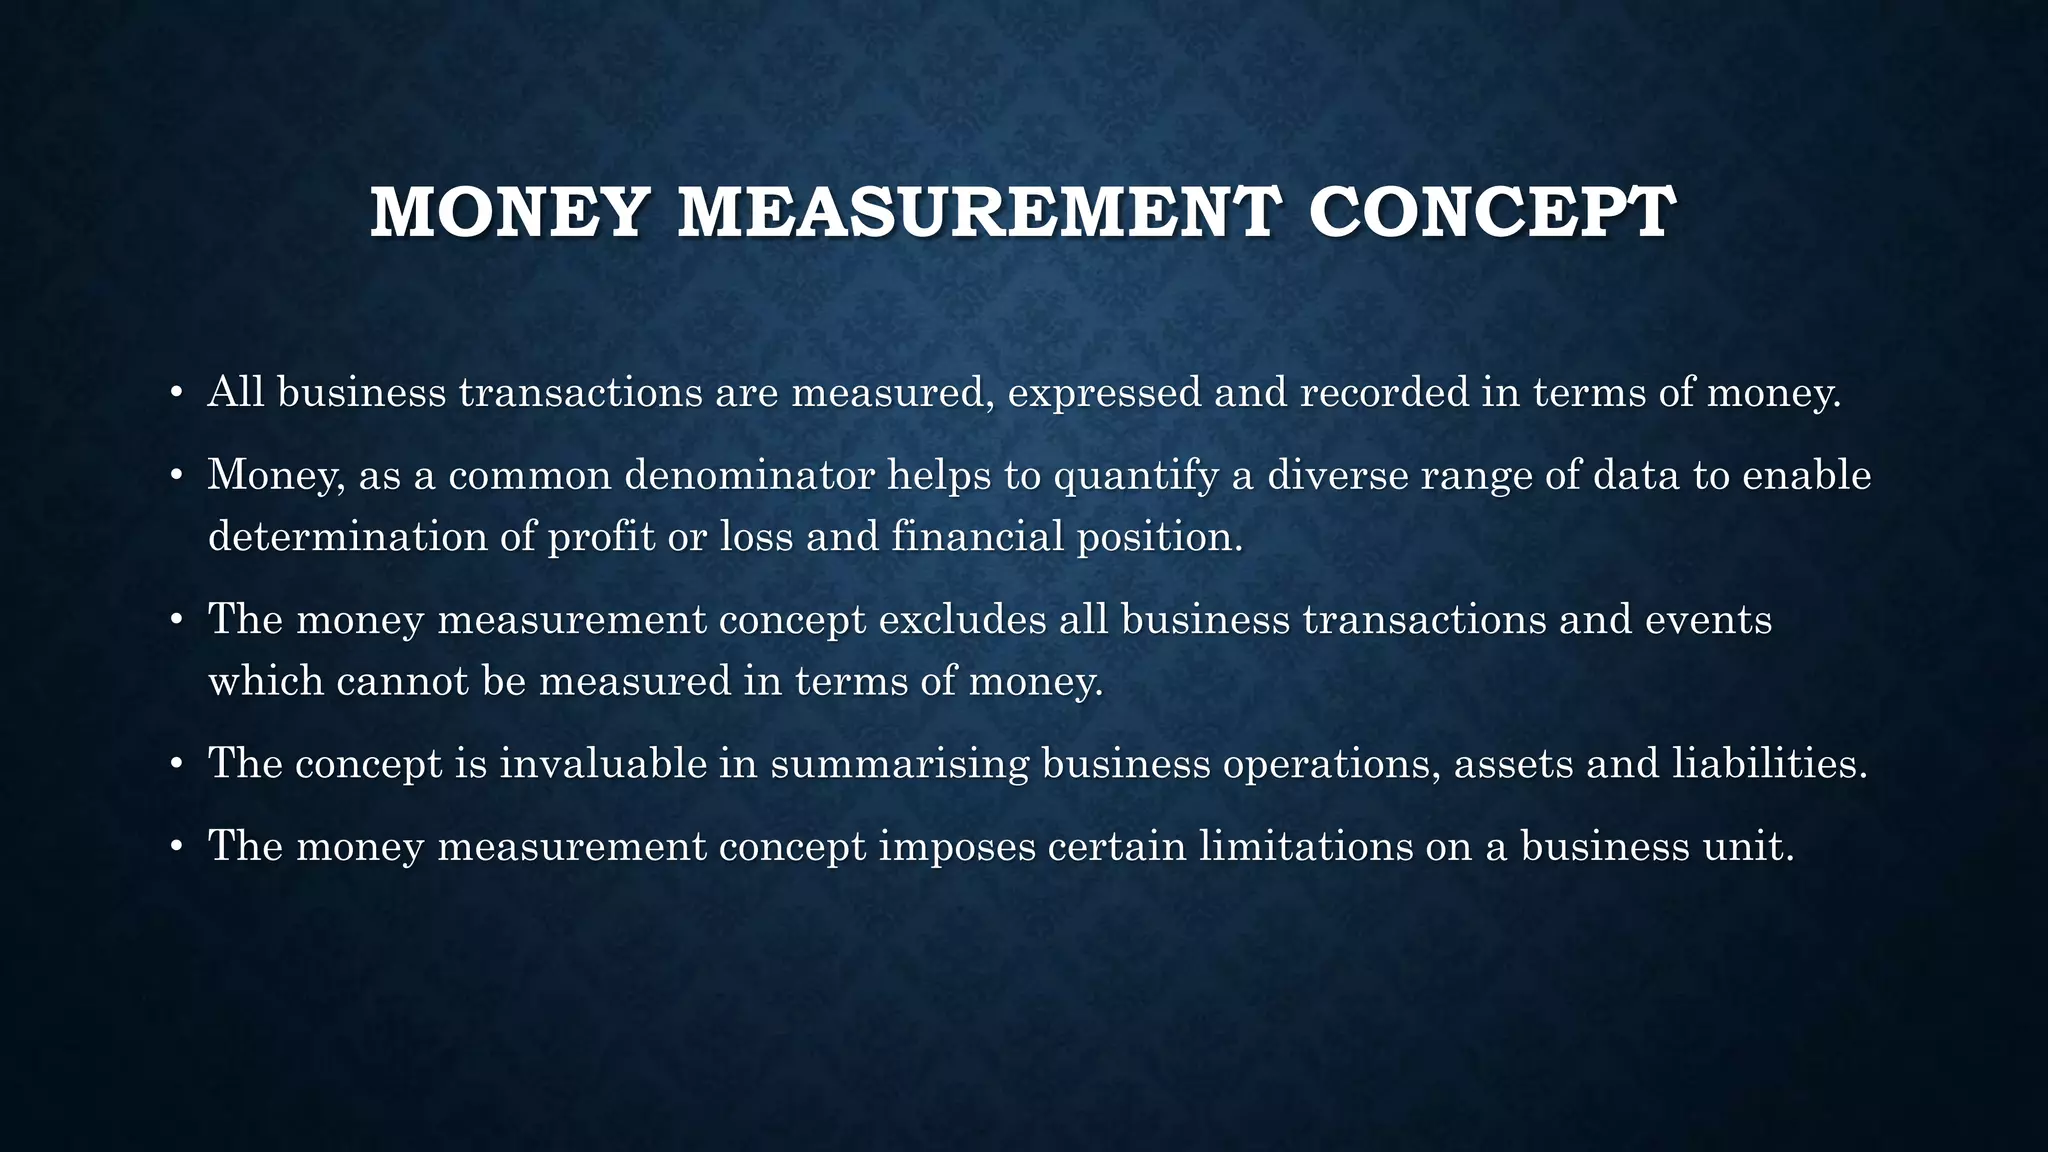 MONEY MEASUREMENT CONCEPT
• All business transactions are measured, expressed and recorded in terms of money.
• Money, as a common denominator helps to quantify a diverse range of data to enable
determination of profit or loss and financial position.
• The money measurement concept excludes all business transactions and events
which cannot be measured in terms of money.
• The concept is invaluable in summarising business operations, assets and liabilities.
• The money measurement concept imposes certain limitations on a business unit.